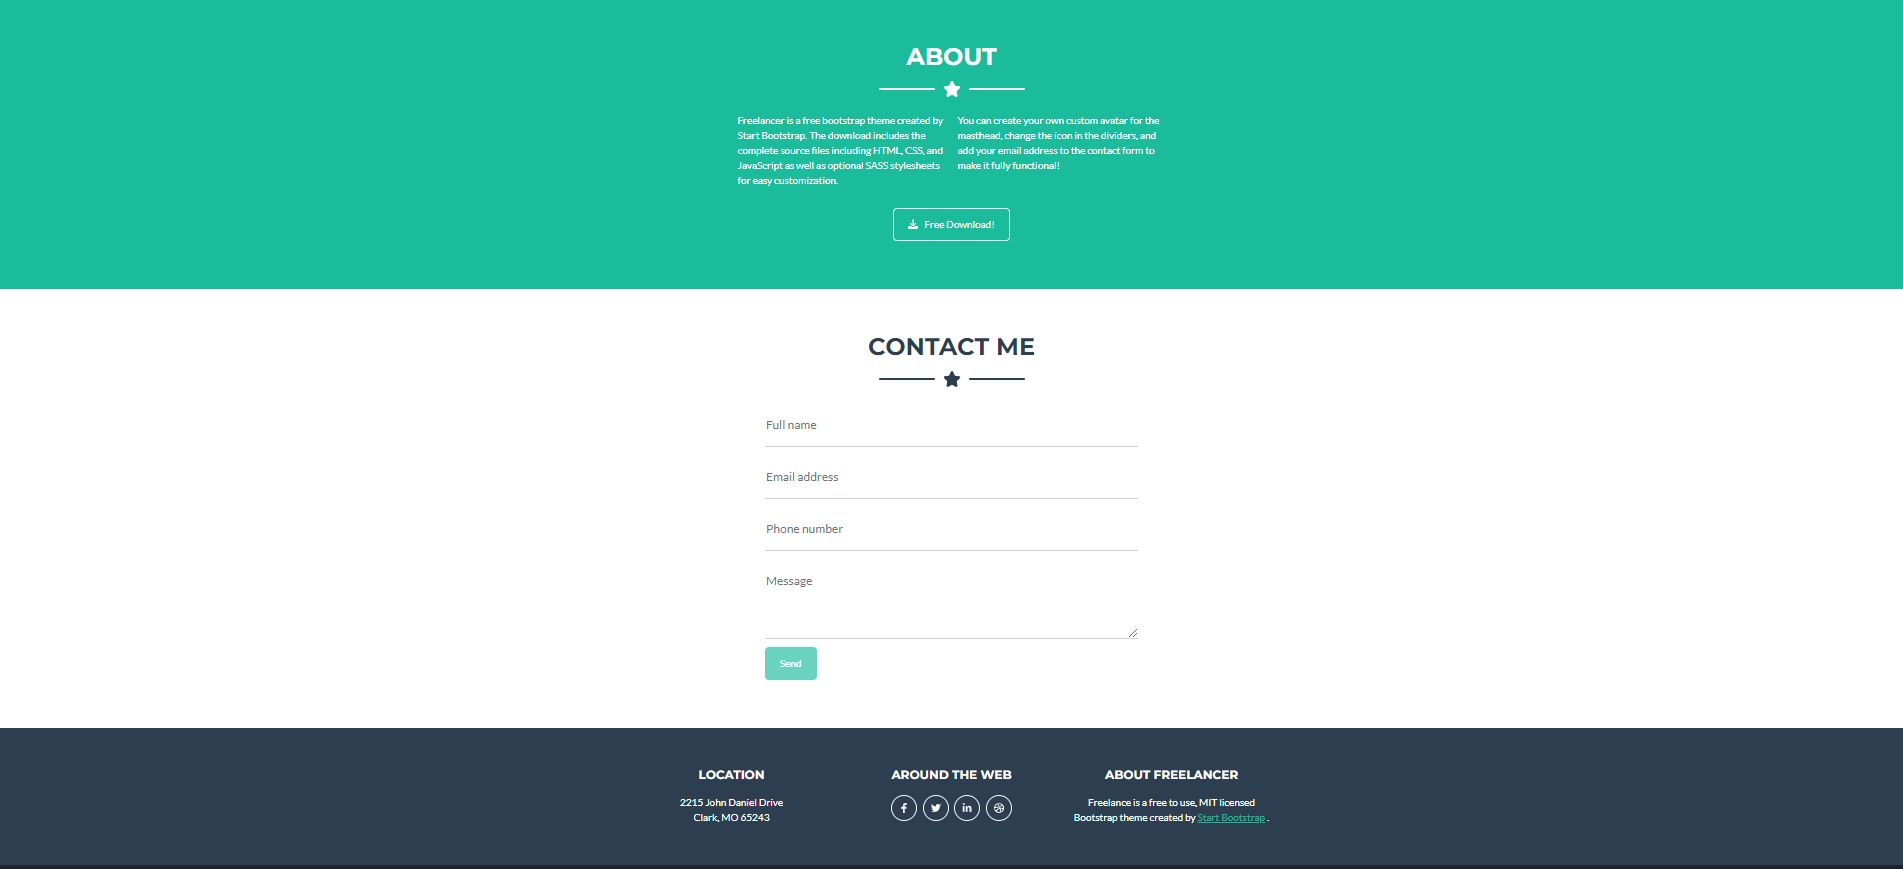 ABOUT
Freelancer is a free bootstrap theme created by
Start Bootstrap. The download includes the
complete source files including HTML, CSS, and
JavaScript as well as optional SASS stylesheets
for easy customization.
You can create your own custom avatar for the
masthead, change the icon in the dividers, and
add your email address to the contact form to
make it fully functional!
Free Download!
CONTACT ME
Full name
Email address
Phone number
Message
Send
LOCATION
2215 John Daniel Drive
Clark, MO 65243
AROUND THE WEB
ABOUT FREELANCER
Freelance is a free to use, MIT licensed
Bootstrap theme created by Start Bootstrap .